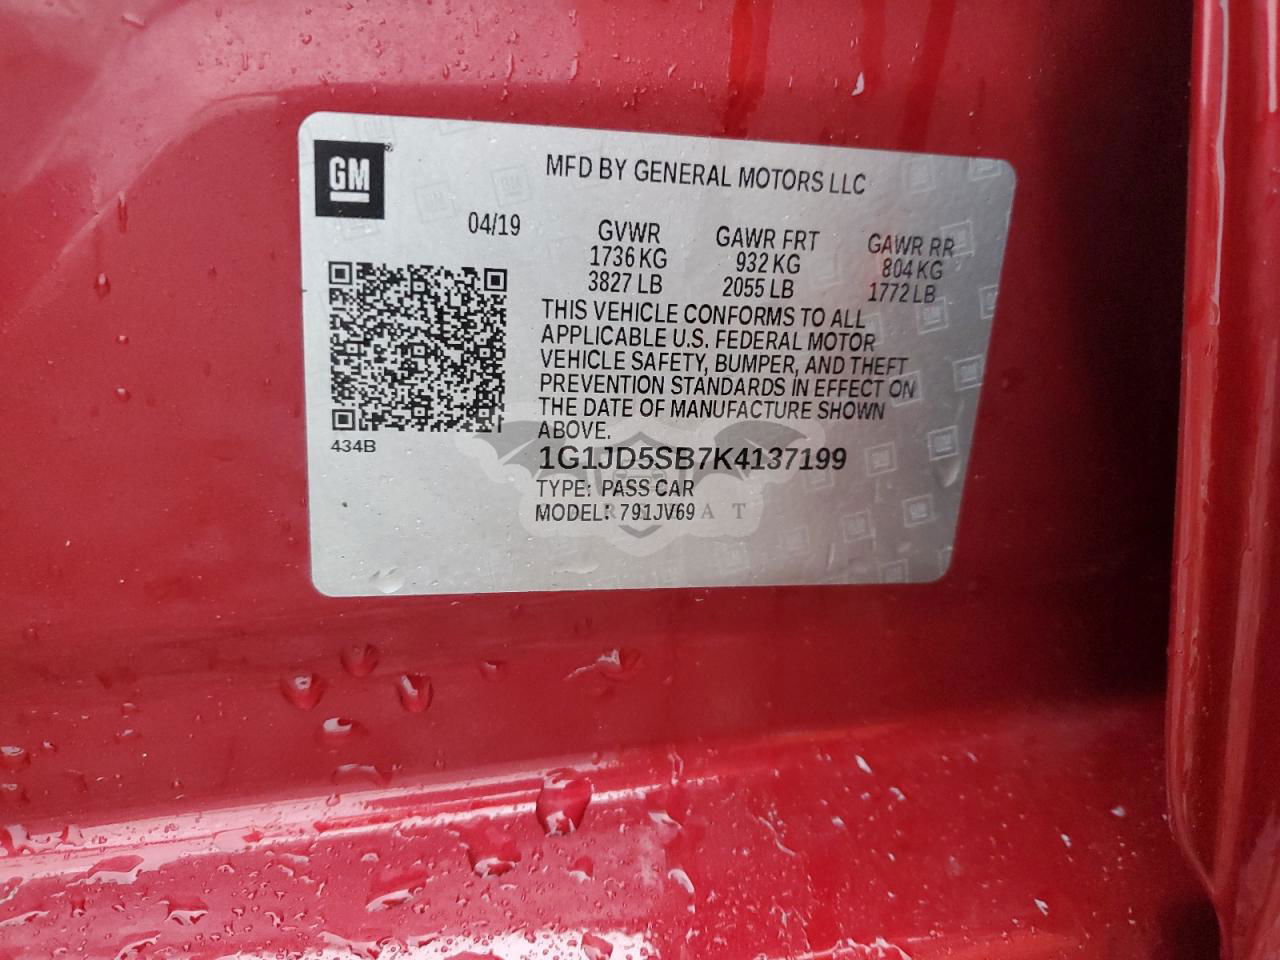 GM
MFD BY GENERAL MOTORS LLC
04/19
GVWR GAWR FRT GAWR RR
1736 KG 932 KG 804 KG
3827 LB 2055 LB 1772 LB
THIS VEHICLE CONFORMS TO ALL
APPLICABLE U.S. FEDERAL MOTOR
VEHICLE SAFETY, BUMPER, AND THEFT
PREVENTION STANDARDS IN EFFECT ON
THE DATE OF MANUFACTURE SHOWN
ABOVE.
434B
1G1JD5SB7K4137199
TYPE: PASS CAR
MODEL: 791JV69